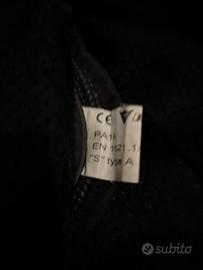 CE
PA
EN 1621.1/
"S" type A
subito